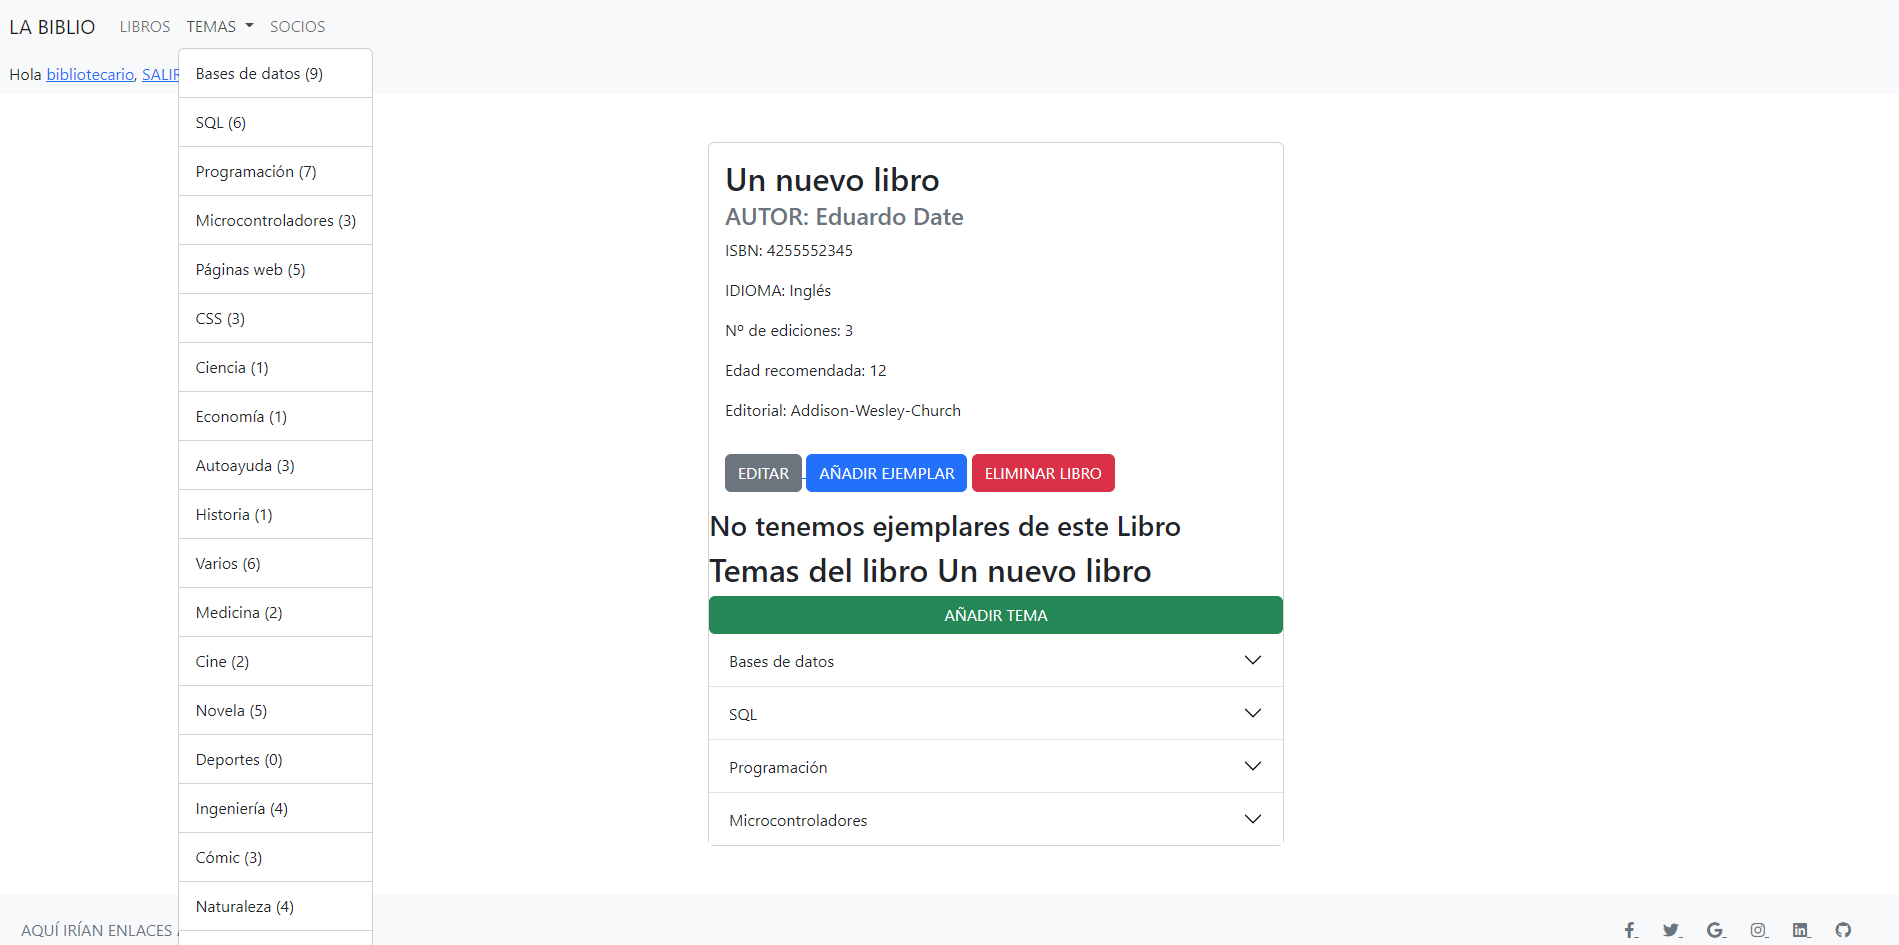 LA BIBLIO LIBROS TEMAS SOCIOS
Hola bibliotecario, SALIR
Bases de datos (9)
SQL (6)
Programación (7)
Microcontroladores (3)
Páginas web (5)
CSS (3)
Ciencia (1)
Economía (1)
Autoayuda (3)
Historia (1)
Varios (6)
Medicina (2)
Cine (2)
Novela (5)
Deportes (0)
Ingeniería (4)
Cómic (3)
Naturaleza (4)
Un nuevo libro
AUTOR: Eduardo Date
ISBN: 4255552345
IDIOMA: Inglés
Nº de ediciones: 3
Edad recomendada: 12
Editorial: Addison-Wesley-Church
EDITAR AÑADIR EJEMPLAR ELIMINAR LIBRO
No tenemos ejemplares de este Libro
Temas del libro Un nuevo libro
AÑADIR TEMA
Bases de datos
SQL
Programación
Microcontroladores
AQUÍ IRÍAN ENLACES